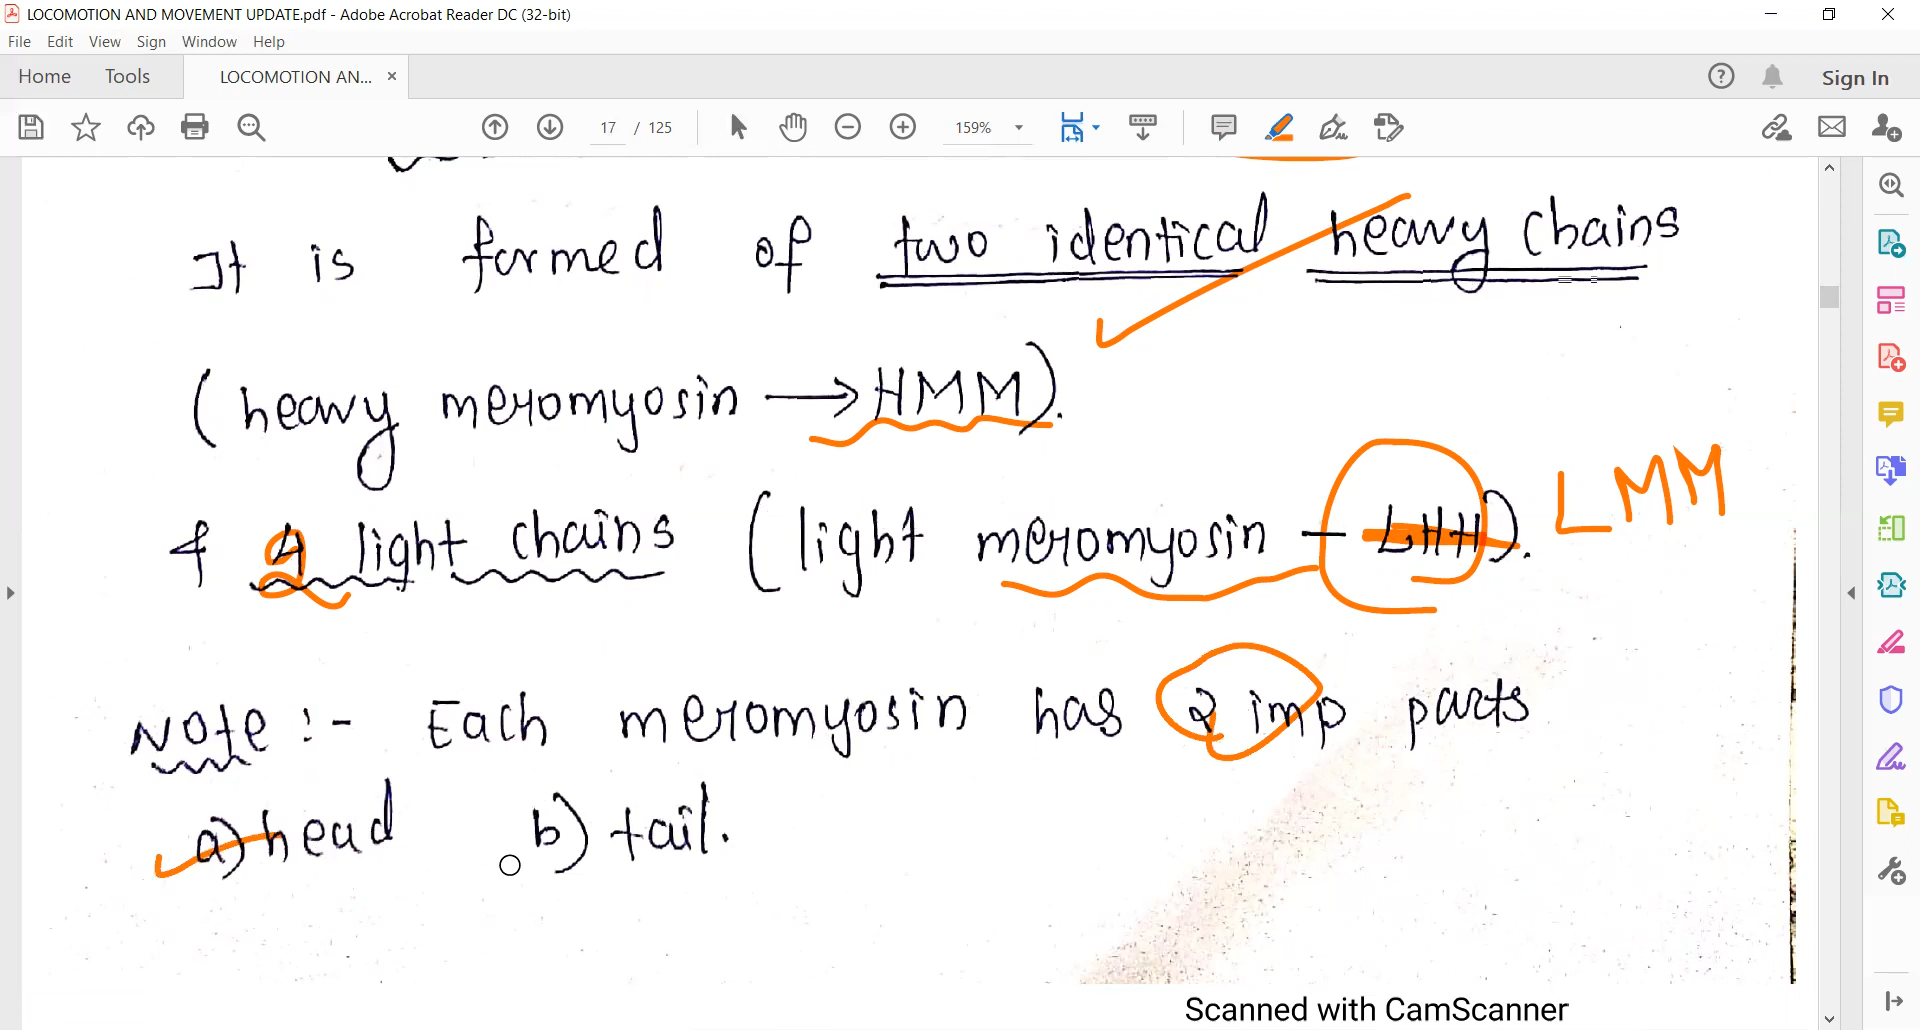 LOCOMOTION AND MOVEMENT UPDATE.pdf - Adobe Acrobat Reader DC (32-bit)
File Edit View Sign Window Help
Home Tools LOCOMOTION AN... × Sign In
17 / 125 159%
It is formed of two identical heavy chains
(heavy meromyosin → HMM).
& 4 light chains (light meromyosin - LHH). LMM
Note :- Each meromyosin has 2 imp parts
a) head b) tail.
Scanned with CamScanner